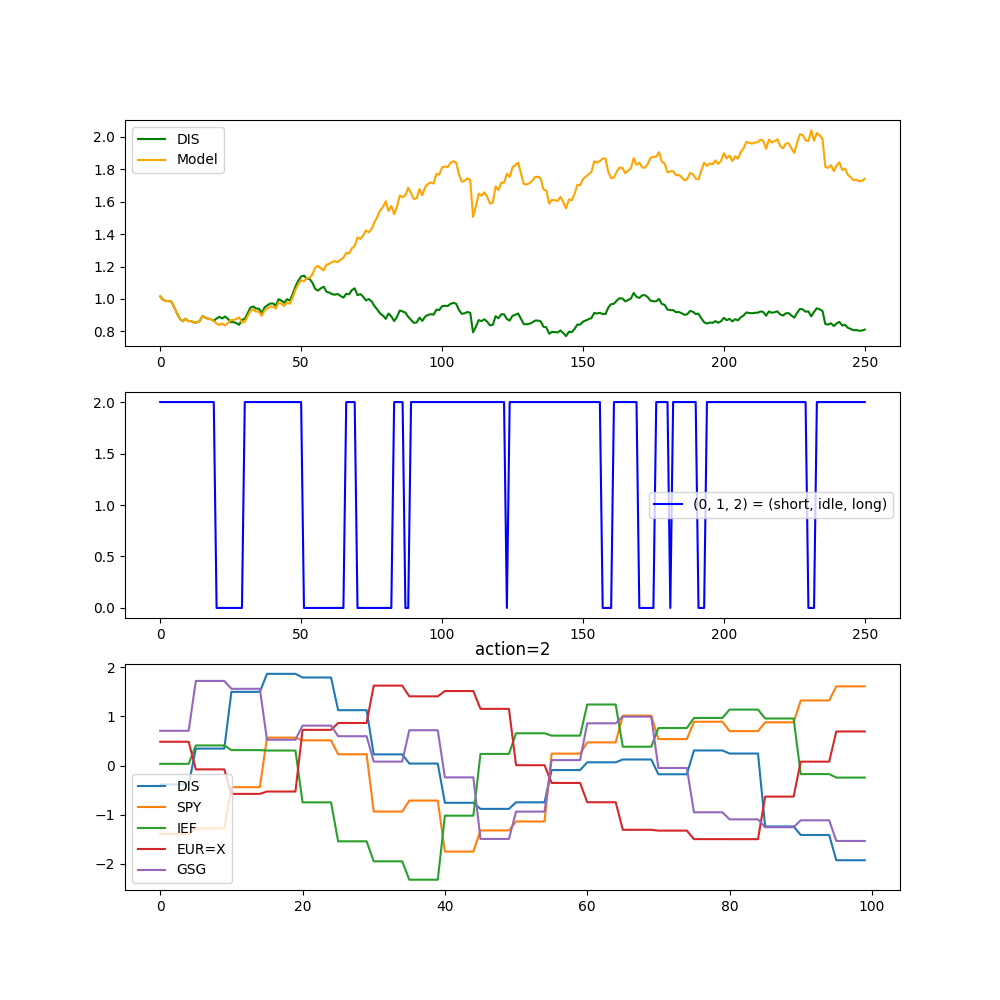 DIS
Model
2.0
1.8
1.6
1.4
1.2
1.0
0.8
0 50 100 150 200 250
2.0
1.5
1.0
0.5
0.0
(0, 1, 2) = (short, idle, long)
0 50 100 150 200 250
action=2
2
1
0
−1
−2
DIS
SPY
IEF
EUR=X
GSG
0 20 40 60 80 100